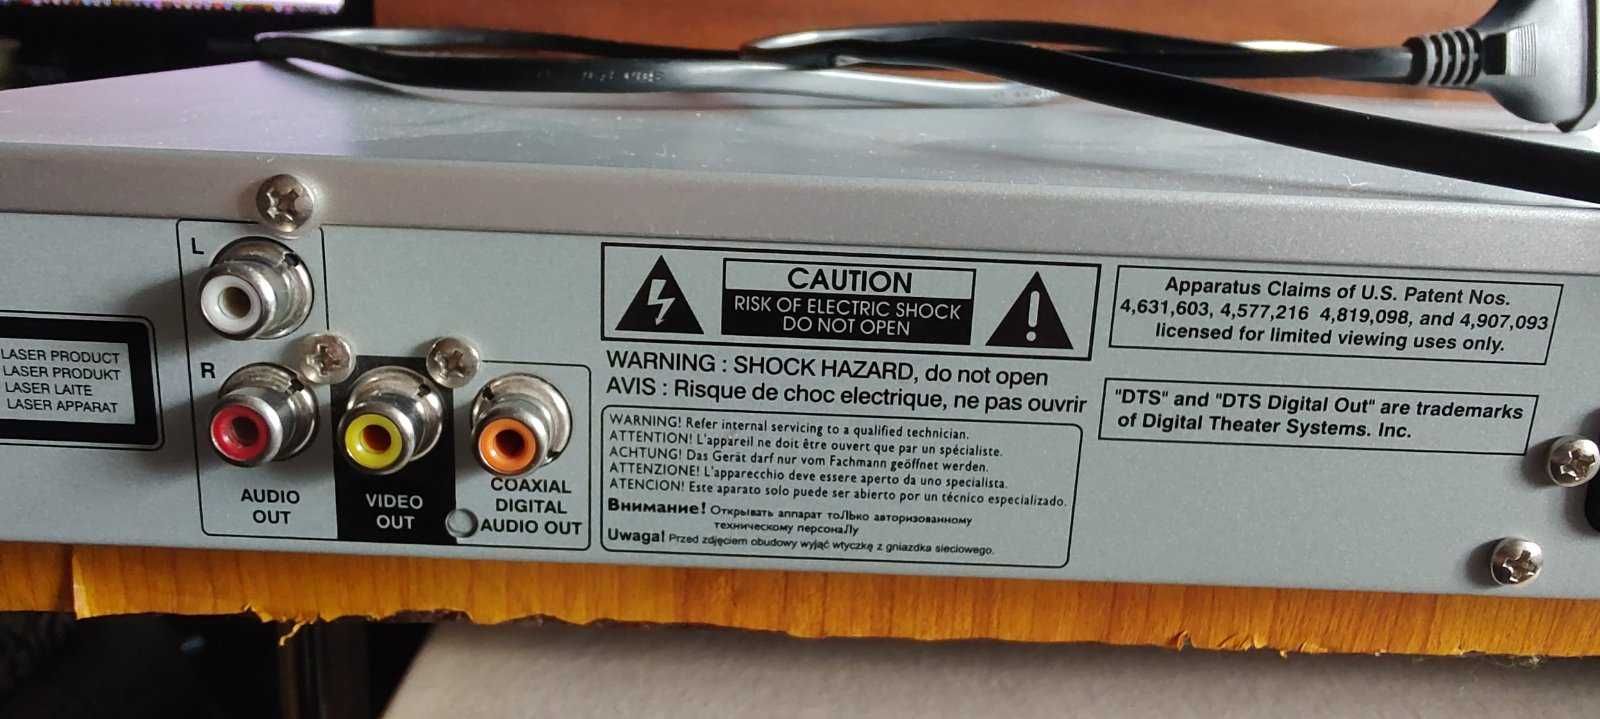 LASER PRODUCT
LASER PRODUKT
LASER LAITE
LASER APPARAT
L
R
AUDIO
OUT
VIDEO
OUT
COAXIAL
DIGITAL
AUDIO OUT
CAUTION
RISK OF ELECTRIC SHOCK
DO NOT OPEN
WARNING : SHOCK HAZARD, do not open
AVIS : Risque de choc electrique, ne pas ouvrir
WARNING! Refer internal servicing to a qualified technician.
ATTENTION! L'appareil ne doit être ouvert que par un spécialiste.
ACHTUNG! Das Gerät darf nur vom Fachmann geöffnet werden.
ATTENZIONE! L'apparecchio deve essere aperto da uno specialista.
ATENCION! Este aparato solo puede ser abierto por un técnico especializado.
Внимание! Открывать аппарат тоЛЬко авторизованному
техническому персонаЛу
Uwaga! Przed zdjęciem obudowy wyjąć wtyczkę z gniazdka sieciowego.
Apparatus Claims of U.S. Patent Nos.
4,631,603, 4,577,216 4,819,098, and 4,907,093
licensed for limited viewing uses only.
"DTS" and "DTS Digital Out" are trademarks
of Digital Theater Systems. Inc.